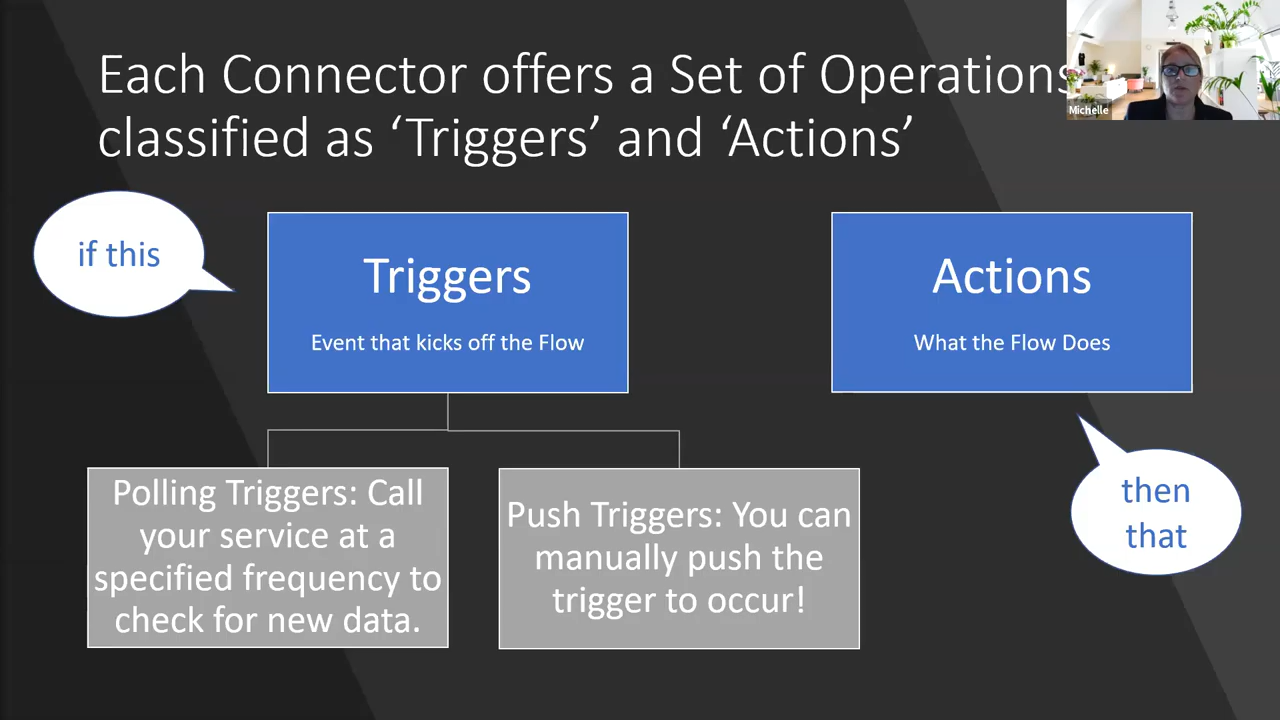 Each Connector offers a Set of Operations
classified as ‘Triggers’ and ‘Actions’
Michelle
if this
Triggers
Event that kicks off the Flow
Actions
What the Flow Does
Polling Triggers: Call
your service at a
specified frequency to
check for new data.
Push Triggers: You can
manually push the
trigger to occur!
then
that